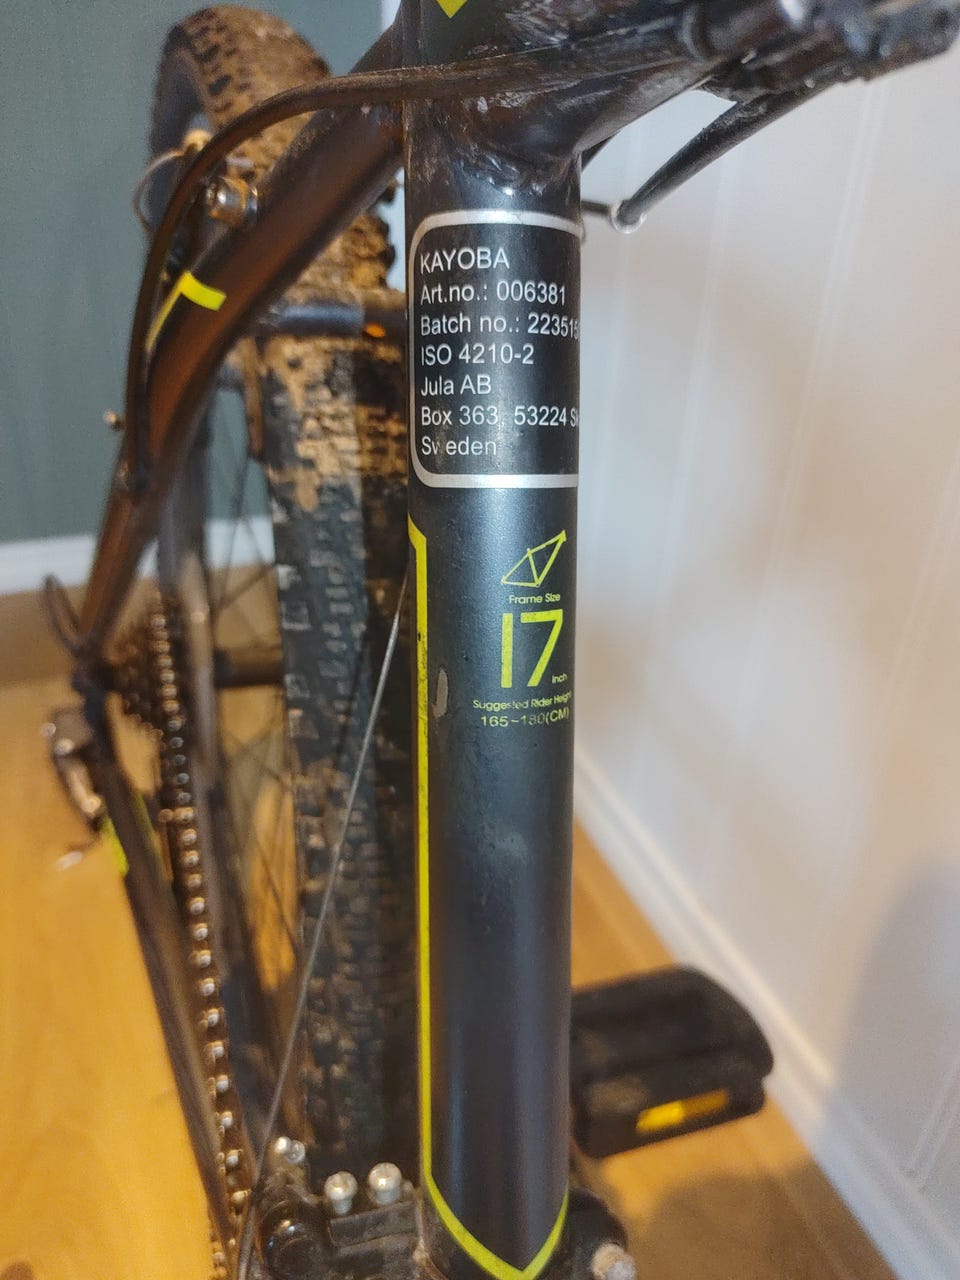 KAYOBA
Art.no.: 006381
Batch no.: 223515
ISO 4210-2
Jula AB
Box 363, 53224
Sweden
Frame Size
17
inch
Suggested Rider Height
165-180(CM)